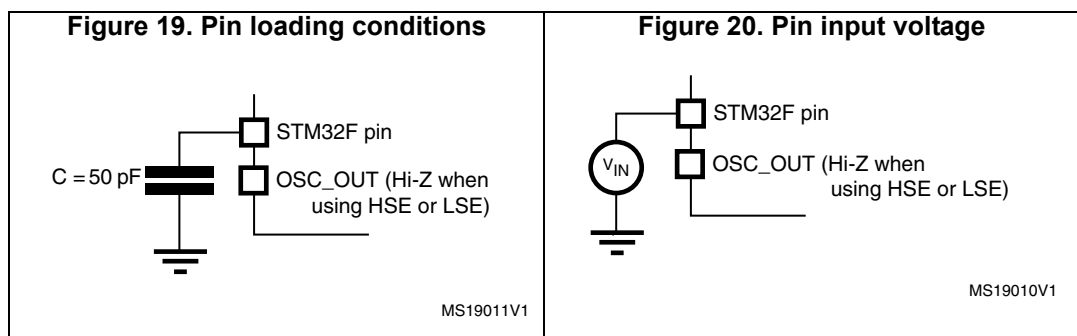 Figure 19. Pin loading conditions
STM32F pin
C = 50 pF
OSC_OUT (Hi-Z when
using HSE or LSE)
MS19011V1
Figure 20. Pin input voltage
STM32F pin
VIN
OSC_OUT (Hi-Z when
using HSE or LSE)
MS19010V1